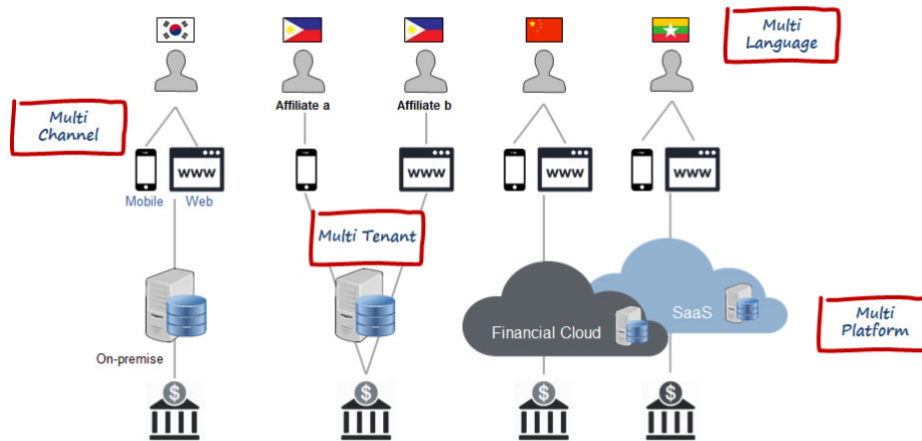 Multi
Language
Affiliate a
Affiliate b
Multi
Channel
www
www
www
www
Mobile
Web
Multi Tenant
Financial Cloud
SaaS
Multi
Platform
On-premise
$
$
$
$